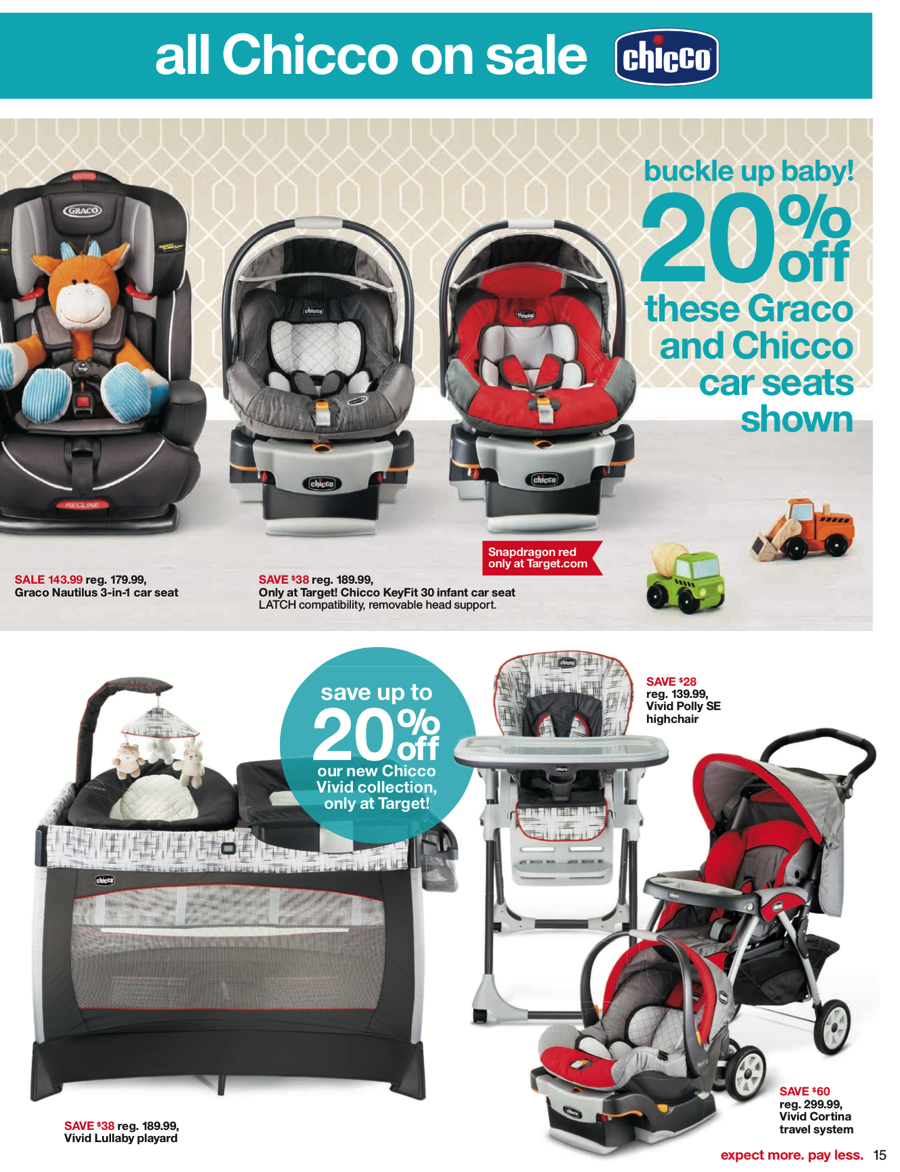 all Chicco on sale
chicco
buckle up baby!
20% off
these Graco
and Chicco
car seats
shown
GRACO
chicco
chicco
RECLINE
chicco
chicco
Snapdragon red
only at Target.com
SALE 143.99 reg. 179.99,
Graco Nautilus 3-in-1 car seat
SAVE $38 reg. 189.99,
Only at Target! Chicco KeyFit 30 infant car seat
LATCH compatibility, removable head support.
save up to
20% off
our new Chicco
Vivid collection,
only at Target!
chicco
SAVE $28
reg. 139.99,
Vivid Polly SE
highchair
chicco
chicco
chicco
SAVE $60
reg. 299.99,
Vivid Cortina
travel system
SAVE $38 reg. 189.99,
Vivid Lullaby playard
expect more. pay less. 15